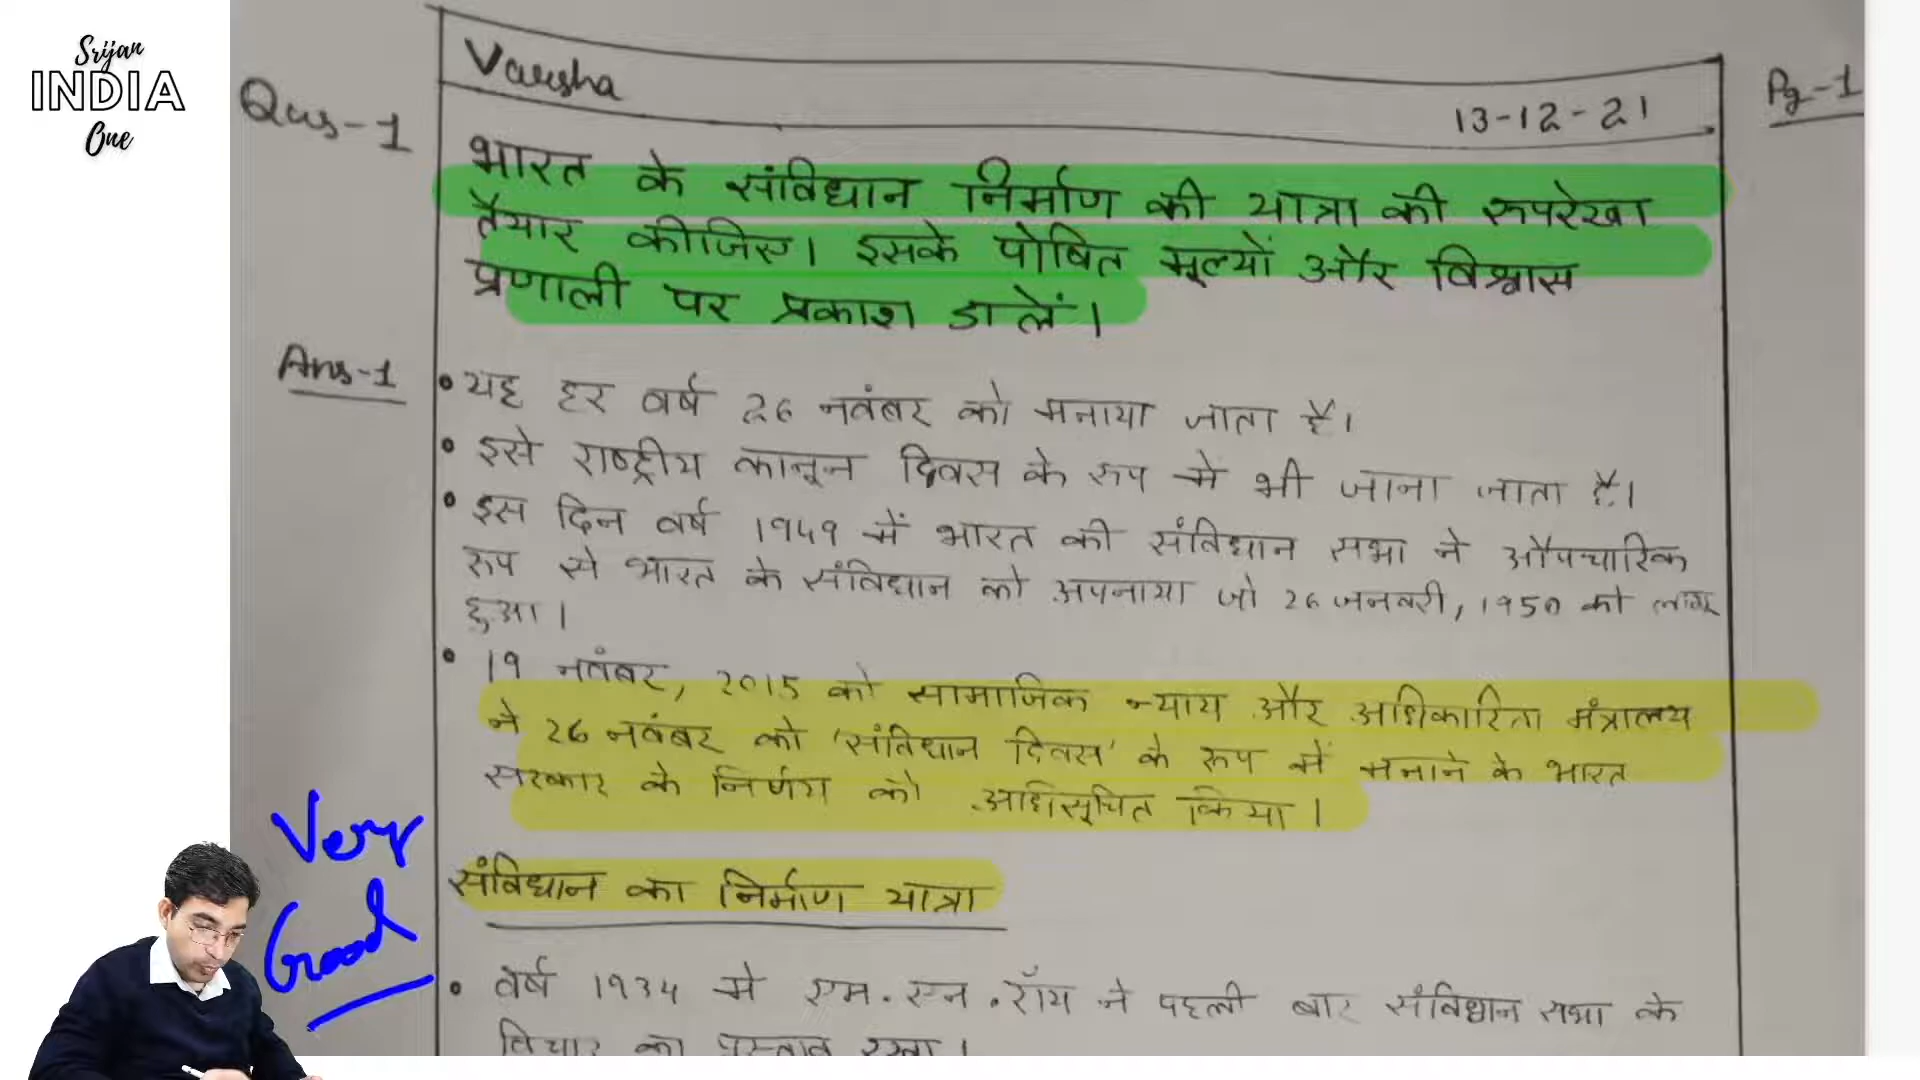 Srijan
INDIA
One
Varsha
13-12-21
Pg-1
Qus-1
भारत के संविधान निर्माण की यात्रा की रुपरेखा
तैयार कीजिए। इसके पोषित मूल्यों और विश्वास
प्रणाली पर प्रकाश डालें।
Ans-1
• यह हर वर्ष 26 नवंबर को मनाया जाता है।
• इसे राष्ट्रीय कानून दिवस के रुप में भी जाना जाता है।
• इस दिन वर्ष 1949 में भारत की संविधान सभा ने औपचारिक
रुप से भारत के संविधान को अपनाया जो 26 जनवरी, 1950 को लागू
हुआ।
• 19 नवंबर, 2015 को सामाजिक न्याय और अधिकारिता मंत्रालय
ने 26 नवंबर को 'संविधान दिवस' के रुप में मनाने के भारत
सरकार के निर्णय को अधिसूचित किया।
Very
Good
संविधान का निर्माण यात्रा
• वर्ष 1934 में एम.एन.रॉय ने पहली बार संविधान सभा के
विचार का प्रस्ताव रखा।